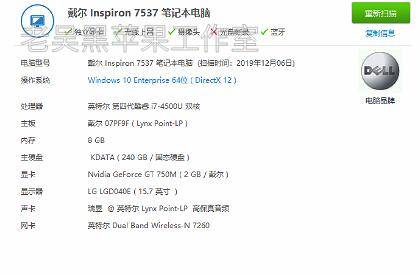 戴尔 Inspiron 7537 笔记本电脑
重新扫描
独立显卡 无线上网 摄像头 光盘刻录 蓝牙
复制信息
老吴黑苹果工作室
电脑型号 戴尔 Inspiron 7537 笔记本电脑 (扫描时间：2019年12月06日)
操作系统 Windows 10 Enterprise 64位 ( DirectX 12 )
DELL
电脑品牌
处理器 英特尔 第四代酷睿 i7-4500U 双核
主板 戴尔 07PF9F ( Lynx Point-LP )
内存 8 GB
主硬盘 KDATA ( 240 GB / 固态硬盘 )
显卡 Nvidia GeForce GT 750M ( 2 GB / 戴尔 )
显示器 LG LGD040E ( 15.7 英寸 )
声卡 瑞昱 @ 英特尔 Lynx Point-LP 高保真音频
网卡 英特尔 Dual Band Wireless-N 7260